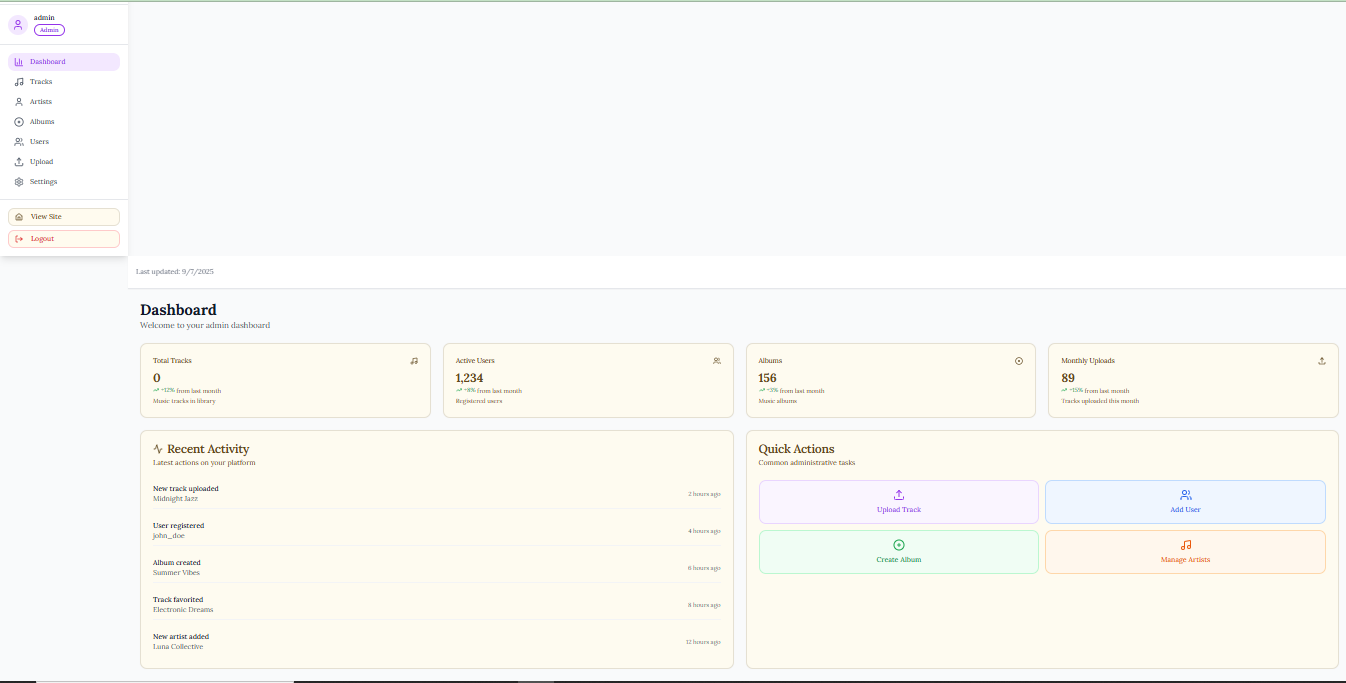 admin
Admin
Dashboard
Tracks
Artists
Albums
Users
Upload
Settings
View Site
Logout
Last updated: 9/7/2025
Dashboard
Welcome to your admin dashboard
Total Tracks
0
+12% from last month
Music tracks in library
Active Users
1,234
+8% from last month
Registered users
Albums
156
+3% from last month
Music albums
Monthly Uploads
89
+15% from last month
Tracks uploaded this month
Recent Activity
Latest actions on your platform
New track uploaded
Midnight Jazz
2 hours ago
User registered
john_doe
4 hours ago
Album created
Summer Vibes
6 hours ago
Track favorited
Electronic Dreams
8 hours ago
New artist added
Luna Collective
12 hours ago
Quick Actions
Common administrative tasks
Upload Track
Add User
Create Album
Manage Artists